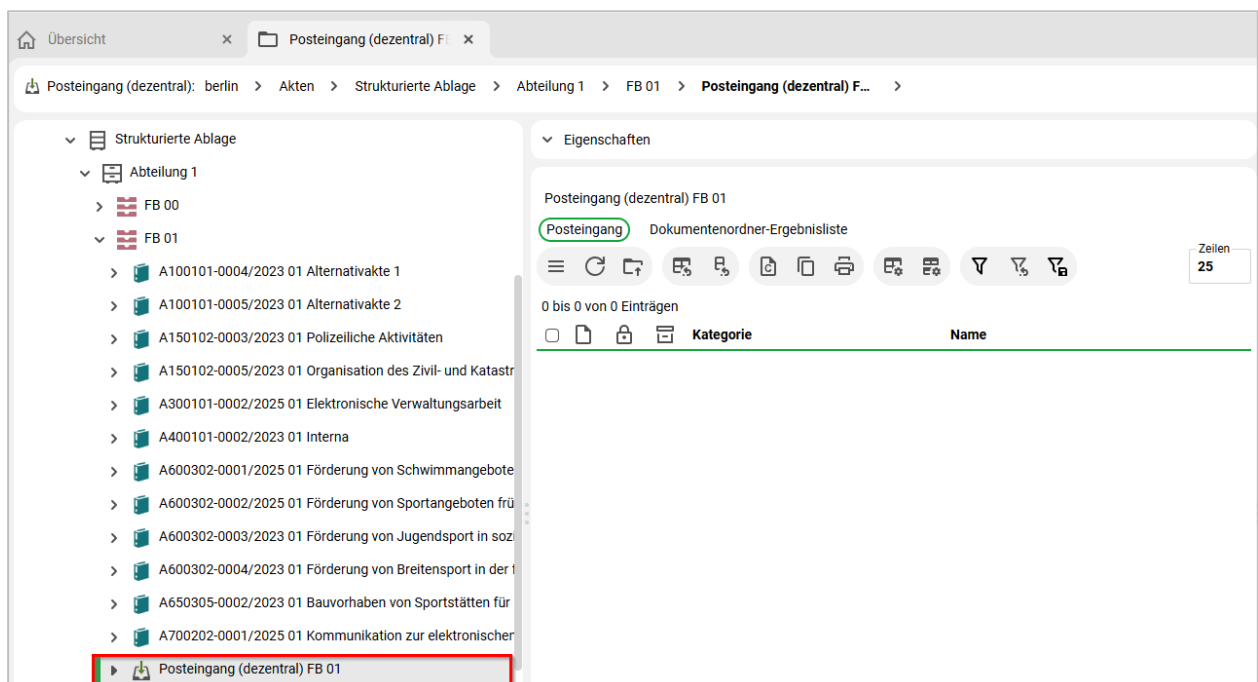 Übersicht
Posteingang (dezentral) FB
Posteingang (dezentral): berlin > Akten > Strukturierte Ablage > Abteilung 1 > FB 01 > Posteingang (dezentral) F... >
Strukturierte Ablage
Abteilung 1
FB 00
FB 01
A100101-0004/2023 01 Alternativakte 1
A100101-0005/2023 01 Alternativakte 2
A150102-0003/2023 01 Polizeiliche Aktivitäten
A150102-0005/2023 01 Organisation des Zivil- und Katastr
A300101-0002/2025 01 Elektronische Verwaltungsarbeit
A400101-0002/2023 01 Interna
A600302-0001/2025 01 Förderung von Schwimmangebote
A600302-0002/2025 01 Förderung von Sportangeboten frü
A600302-0003/2023 01 Förderung von Jugendsport in sozi
A600302-0004/2023 01 Förderung von Breitensport in der f
A650305-0002/2023 01 Bauvorhaben von Sportstätten für
A700202-0001/2025 01 Kommunikation zur elektronischen
Posteingang (dezentral) FB 01
Eigenschaften
Posteingang (dezentral) FB 01
Posteingang Dokumentenordner-Ergebnisliste
Zeilen
25
0 bis 0 von 0 Einträgen
Kategorie Name